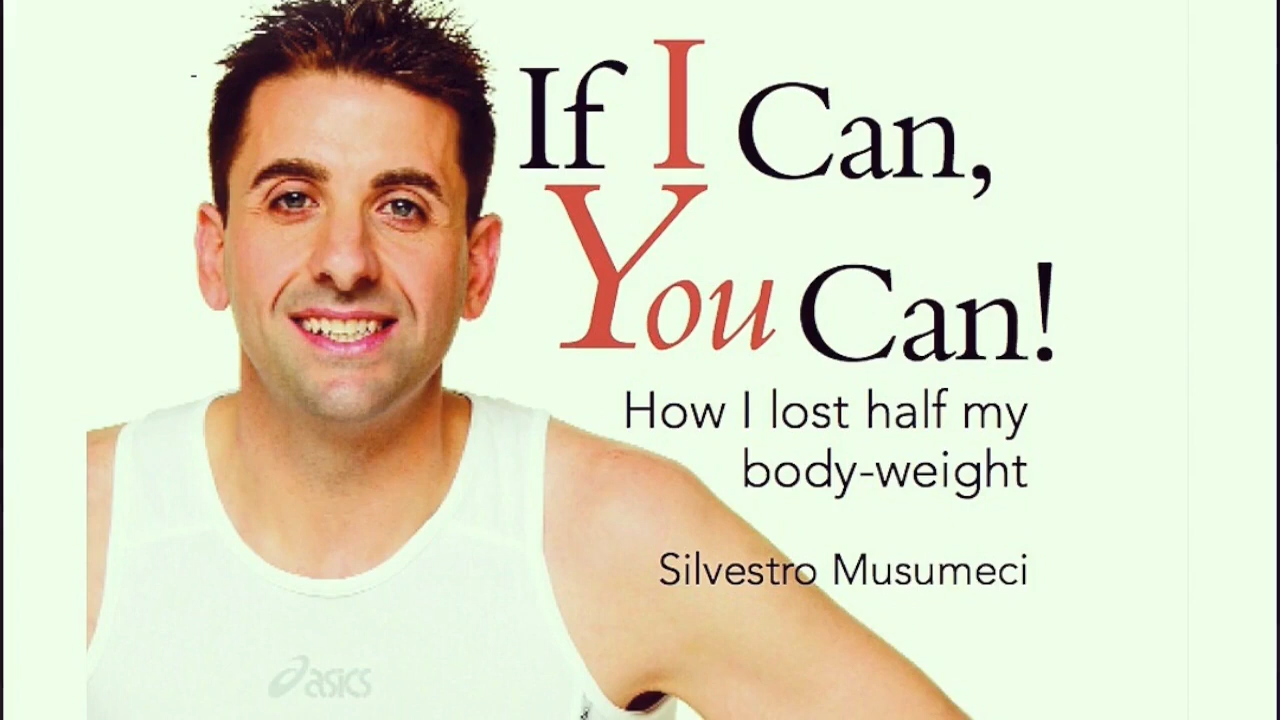 If I Can,
You Can!
How I lost half my
body-weight
Silvestro Musumeci
asics